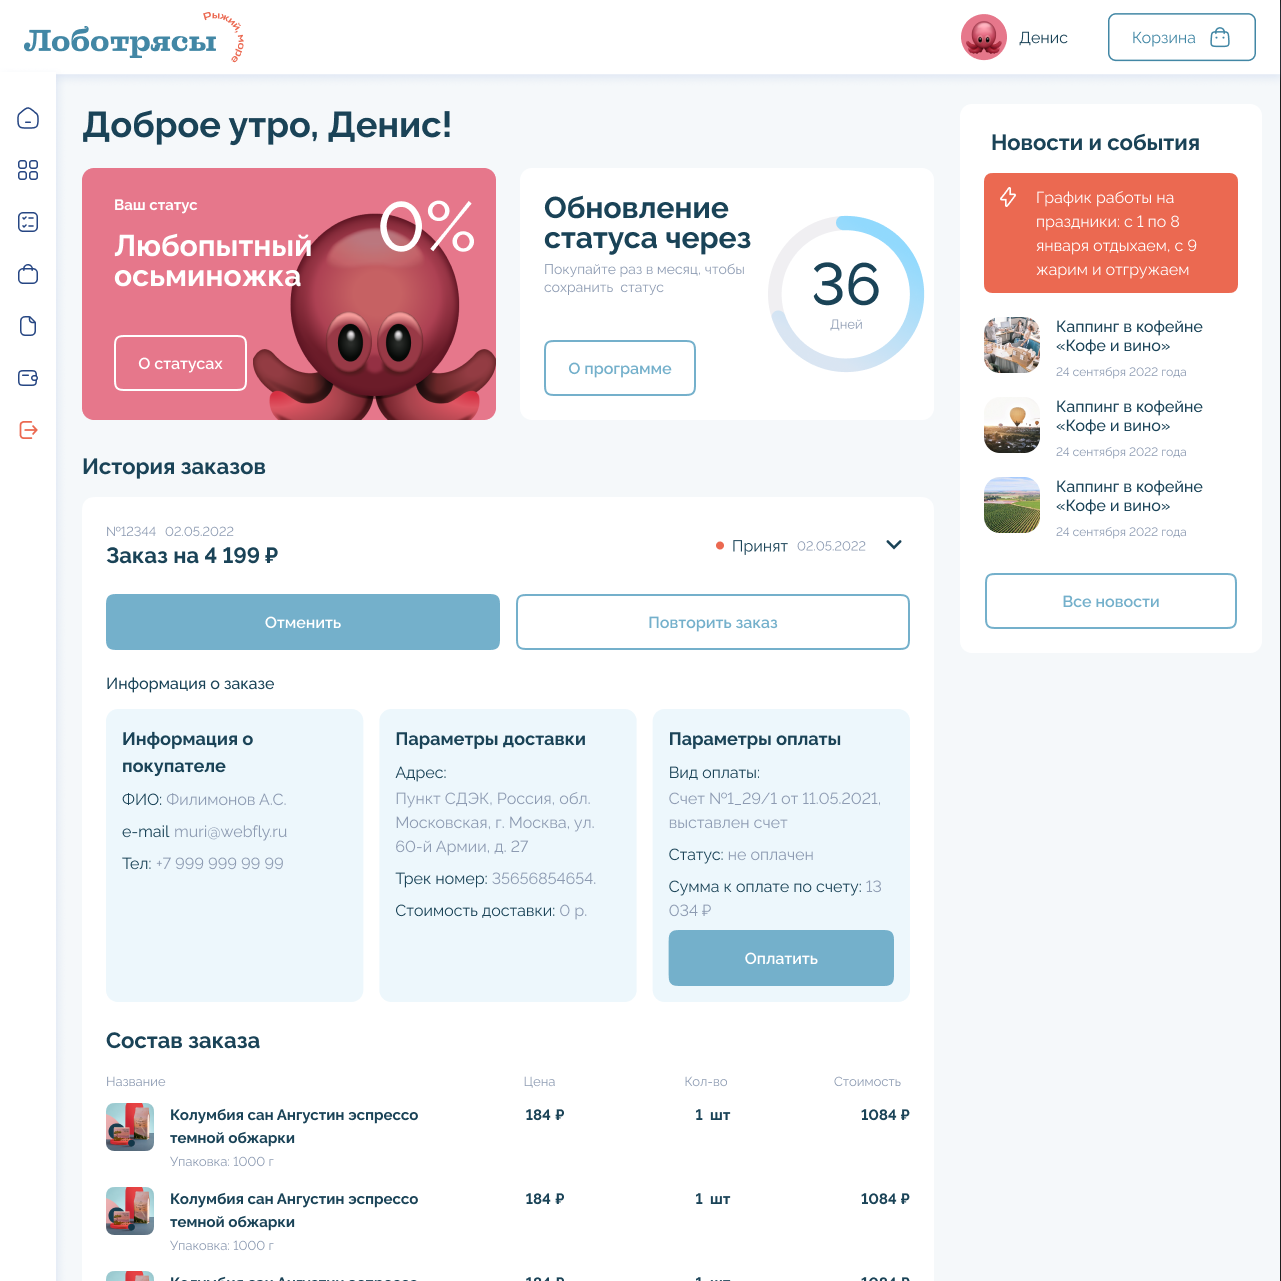 Лоботрясы
Рыжий, море
Денис
Корзина
Доброе утро, Денис!
Ваш статус
0%
Любопытный
осьминожка
О статусах
Обновление
статуса через
Покупайте раз в месяц, чтобы
сохранить статус
36
Дней
О программе
Новости и события
График работы на
праздники: с 1 по 8
января отдыхаем, с 9
жарим и отгружаем
Каппинг в кофейне
«Кофе и вино»
24 сентября 2022 года
Каппинг в кофейне
«Кофе и вино»
24 сентября 2022 года
Каппинг в кофейне
«Кофе и вино»
24 сентября 2022 года
Все новости
История заказов
№12344 02.05.2022
Заказ на 4 199 ₽
Принят 02.05.2022
Отменить
Повторить заказ
Информация о заказе
Информация о
покупателе
ФИО: Филимонов А.С.
e-mail muri@webfly.ru
Тел: +7 999 999 99 99
Параметры доставки
Адрес:
Пункт СДЭК, Россия, обл.
Московская, г. Москва, ул.
60-й Армии, д. 27
Трек номер: 35656854654.
Стоимость доставки: 0 р.
Параметры оплаты
Вид оплаты:
Счет №1_29/1 от 11.05.2021,
выставлен счет
Статус: не оплачен
Сумма к оплате по счету: 13
034 ₽
Оплатить
Состав заказа
Название Цена Кол-во Стоимость
Колумбия сан Ангустин эспрессо 184 ₽ 1 шт 1084 ₽
темной обжарки
Упаковка: 1000 г
Колумбия сан Ангустин эспрессо 184 ₽ 1 шт 1084 ₽
темной обжарки
Упаковка: 1000 г
Колумбия сан Ангустин эспрессо 184 ₽ 1 шт 1084 ₽